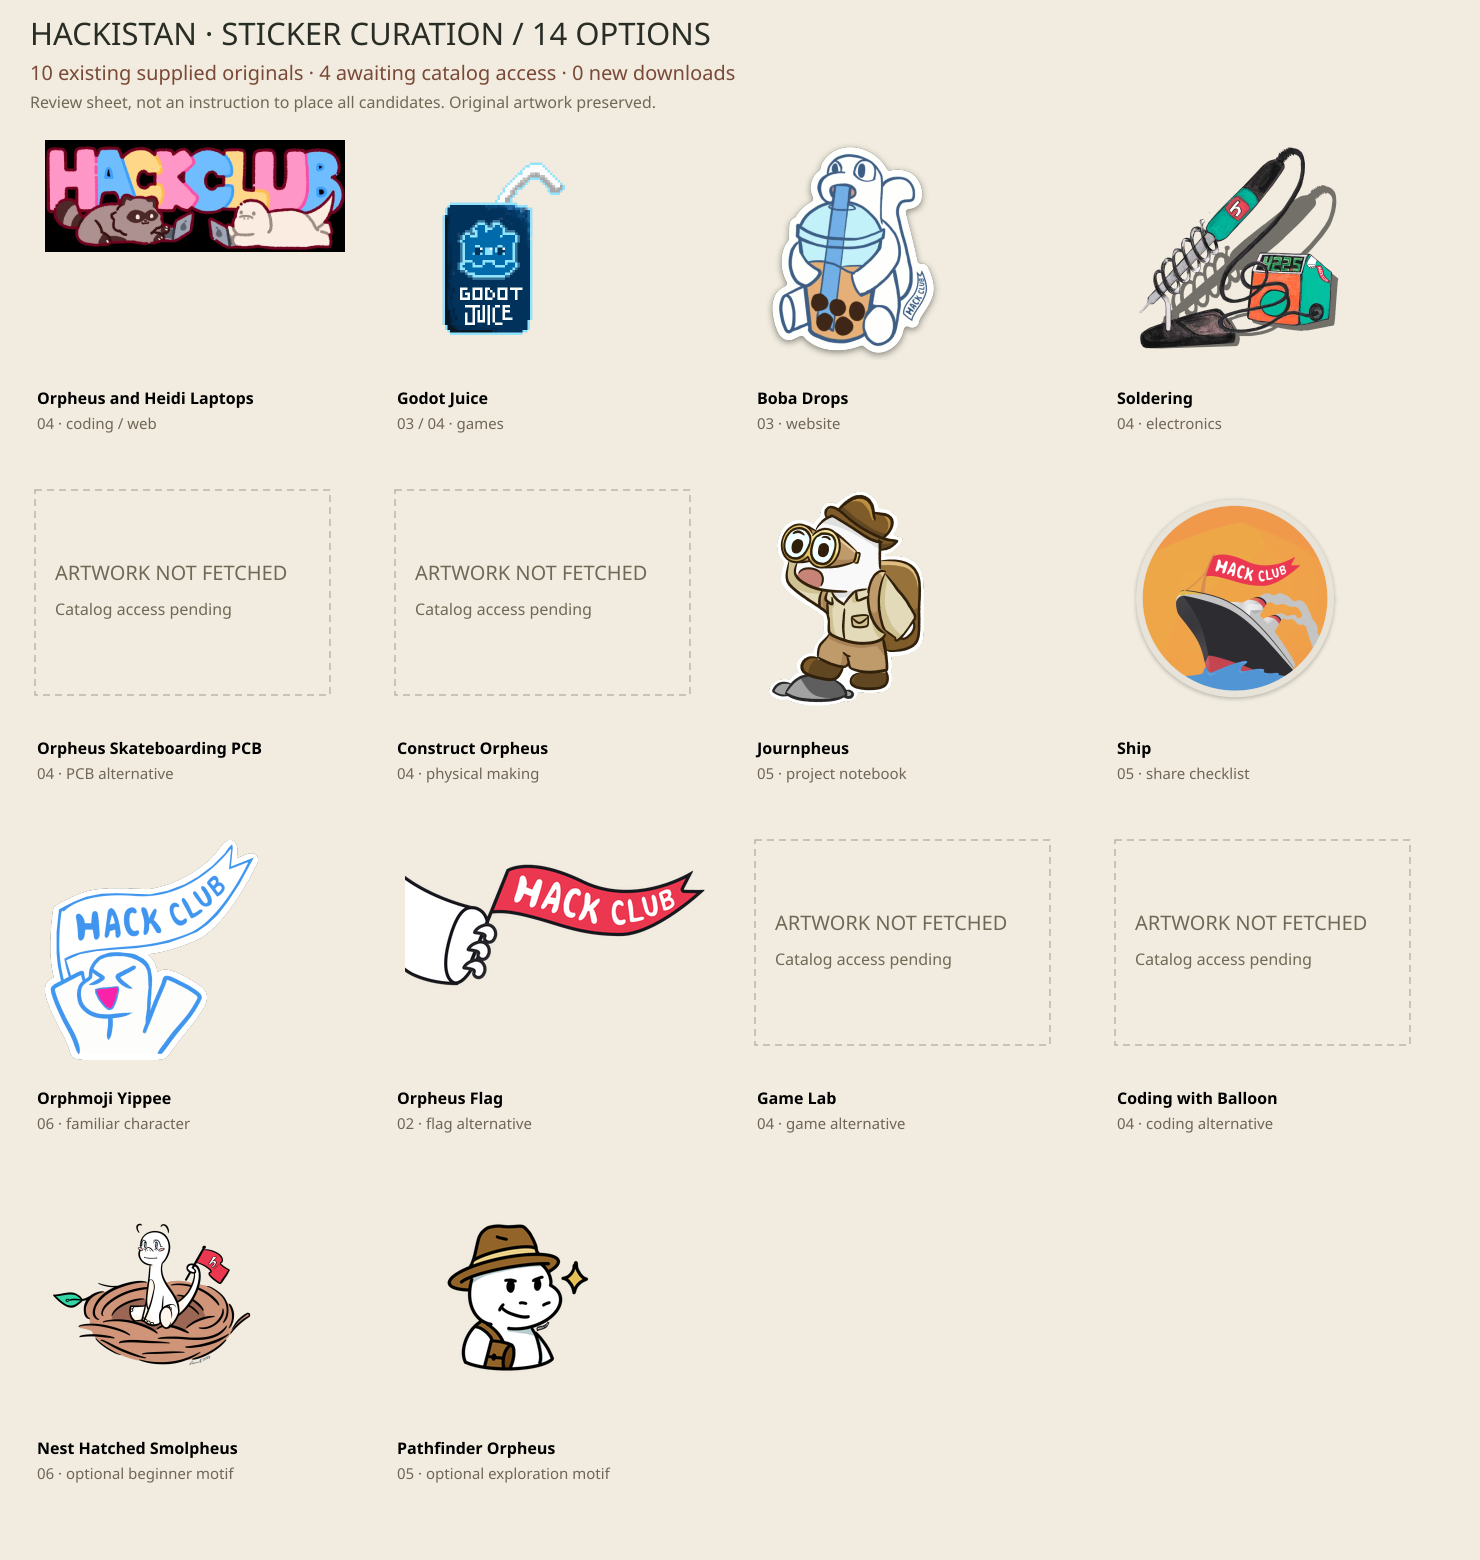 HACKISTAN · STICKER CURATION / 14 OPTIONS
10 existing supplied originals · 4 awaiting catalog access · 0 new downloads
Review sheet, not an instruction to place all candidates. Original artwork preserved.
HACKCLUB
GODOT
JUICE
HACK CLUB
h
4225
Orpheus and Heidi Laptops
04 · coding / web
Godot Juice
03 / 04 · games
Boba Drops
03 · website
Soldering
04 · electronics
ARTWORK NOT FETCHED
Catalog access pending
ARTWORK NOT FETCHED
Catalog access pending
HACK CLUB
Orpheus Skateboarding PCB
04 · PCB alternative
Construct Orpheus
04 · physical making
Journpheus
05 · project notebook
Ship
05 · share checklist
HACK CLUB
HACK CLUB
ARTWORK NOT FETCHED
Catalog access pending
ARTWORK NOT FETCHED
Catalog access pending
Orphmoji Yippee
06 · familiar character
Orpheus Flag
02 · flag alternative
Game Lab
04 · game alternative
Coding with Balloon
04 · coding alternative
h
Nest Hatched Smolpheus
06 · optional beginner motif
Pathfinder Orpheus
05 · optional exploration motif